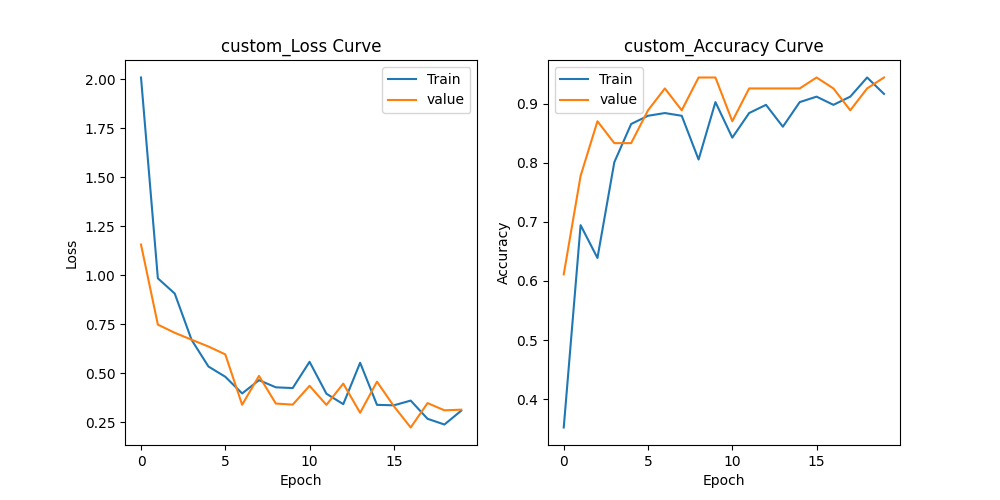 custom_Loss Curve
Train
value
2.00
1.75
1.50
1.25
1.00
0.75
0.50
0.25
Loss
0 5 10 15
Epoch
custom_Accuracy Curve
Train
value
0.9
0.8
0.7
0.6
0.5
0.4
Accuracy
0 5 10 15
Epoch